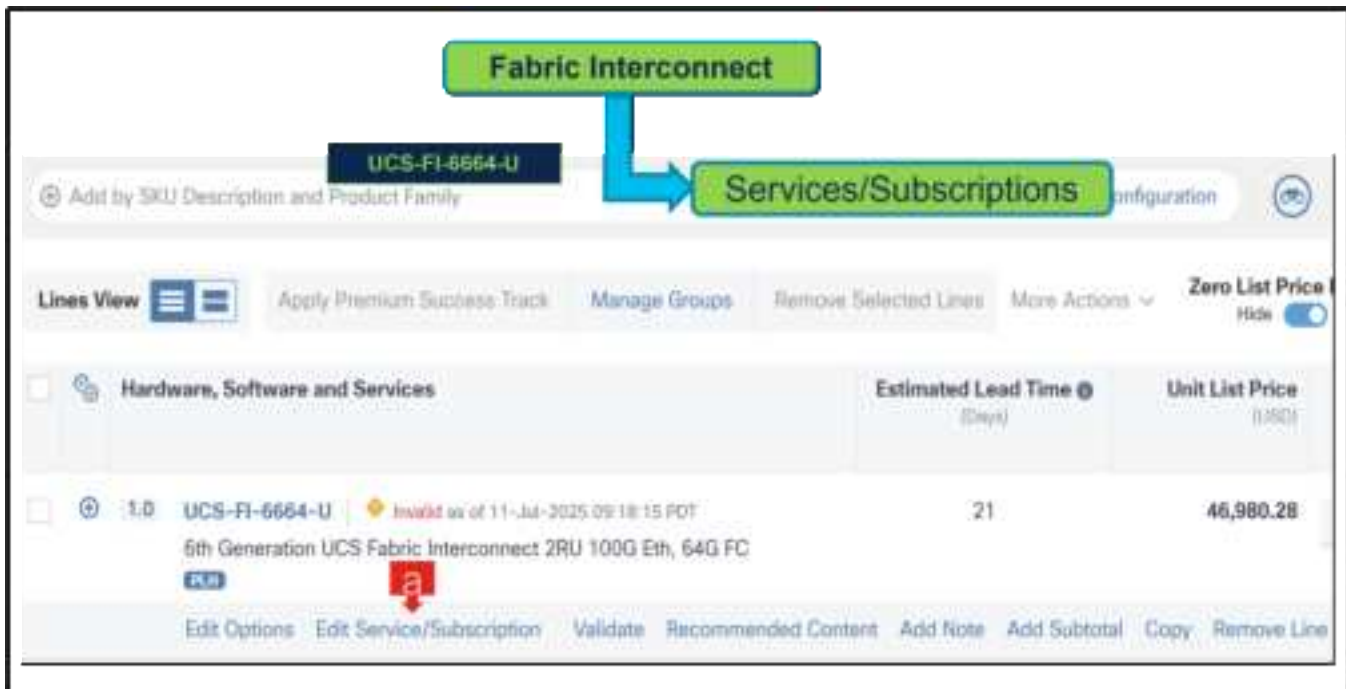 Fabric Interconnect
UCS-FI-6664-U
Services/Subscriptions
Add by SKU Description and Product Family
onfiguration
Lines View
Apply Premium Success Track
Manage Groups
Remove Selected Lines
More Actions
Zero List Price
Hide
Hardware, Software and Services
Estimated Lead Time
(Days)
Unit List Price
(USD)
1.0
UCS-FI-6664-U
Invalid as of 11-Jul-2025 09:18:15 PDT
21
46,980.28
6th Generation UCS Fabric Interconnect 2RU 100G Eth, 64G FC
a
Edit Options
Edit Service/Subscription
Validate
Recommended Content
Add Note
Add Subtotal
Copy
Remove Line